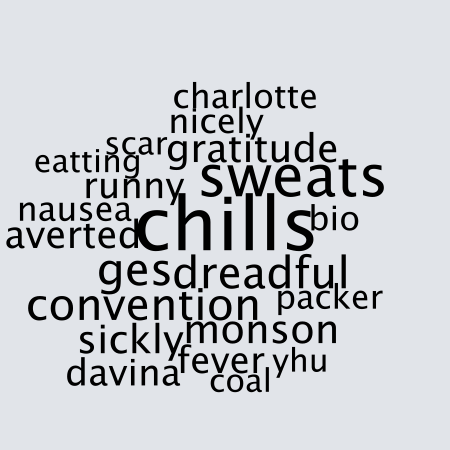 charlotte
nicely
scar gratitude
eatting
runny sweats
nausea
chills bio
averted
ges dreadful
convention packer
sickly monson
fever yhu
davina coal